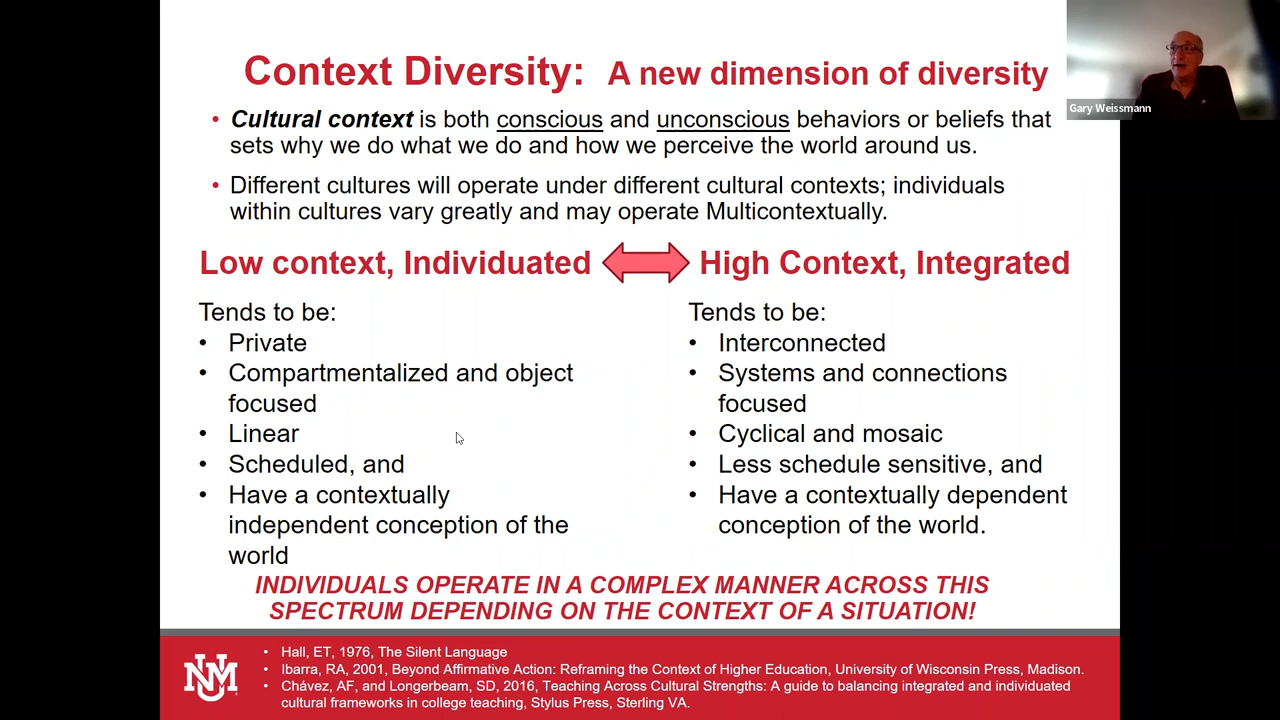 Context Diversity: A new dimension of diversity
Gary Weissmann
• Cultural context is both conscious and unconscious behaviors or beliefs that
sets why we do what we do and how we perceive the world around us.
• Different cultures will operate under different cultural contexts; individuals
within cultures vary greatly and may operate Multicontextually.
Low context, Individuated
Tends to be:
• Private
• Compartmentalized and object
focused
• Linear
• Scheduled, and
• Have a contextually
independent conception of the
world
High Context, Integrated
Tends to be:
• Interconnected
• Systems and connections
focused
• Cyclical and mosaic
• Less schedule sensitive, and
• Have a contextually dependent
conception of the world.
INDIVIDUALS OPERATE IN A COMPLEX MANNER ACROSS THIS
SPECTRUM DEPENDING ON THE CONTEXT OF A SITUATION!
UNM
• Hall, ET, 1976, The Silent Language
• Ibarra, RA, 2001, Beyond Affirmative Action: Reframing the Context of Higher Education, University of Wisconsin Press, Madison.
• Chávez, AF, and Longerbeam, SD, 2016, Teaching Across Cultural Strengths: A guide to balancing integrated and individuated
cultural frameworks in college teaching, Stylus Press, Sterling VA.